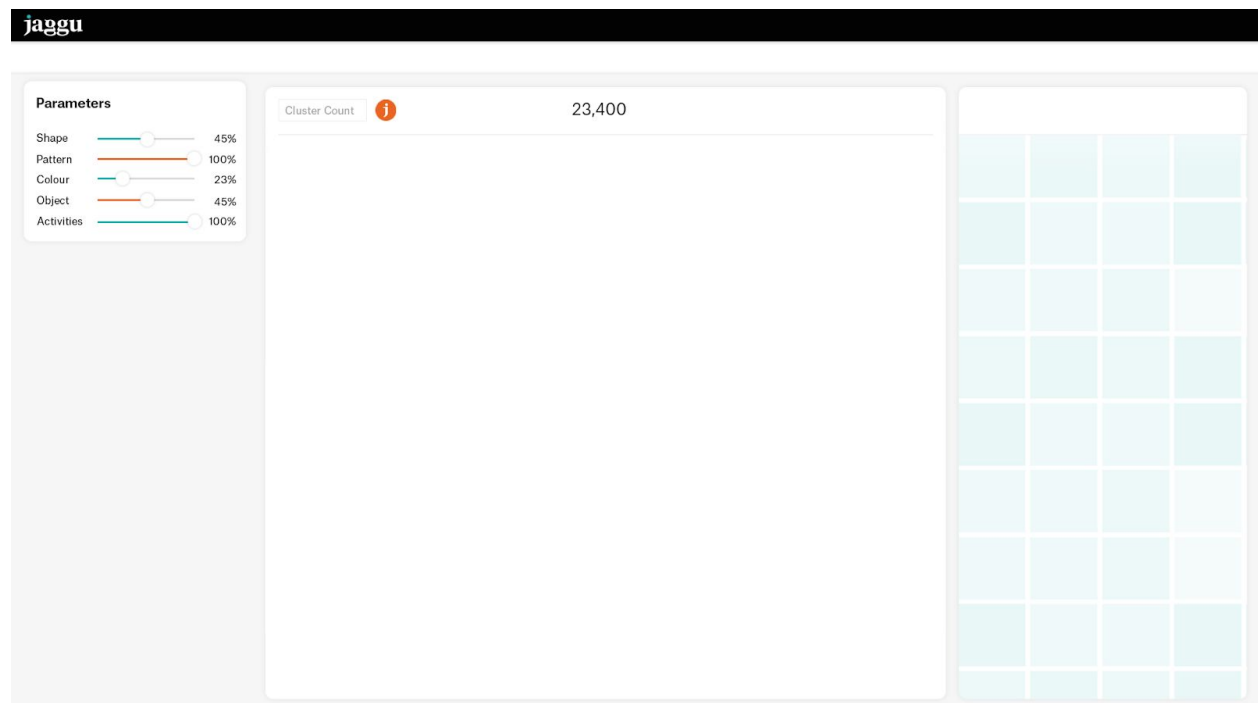 jaggu
Parameters
Shape 45%
Pattern 100%
Colour 23%
Object 45%
Activities 100%
Cluster Count j 23,400